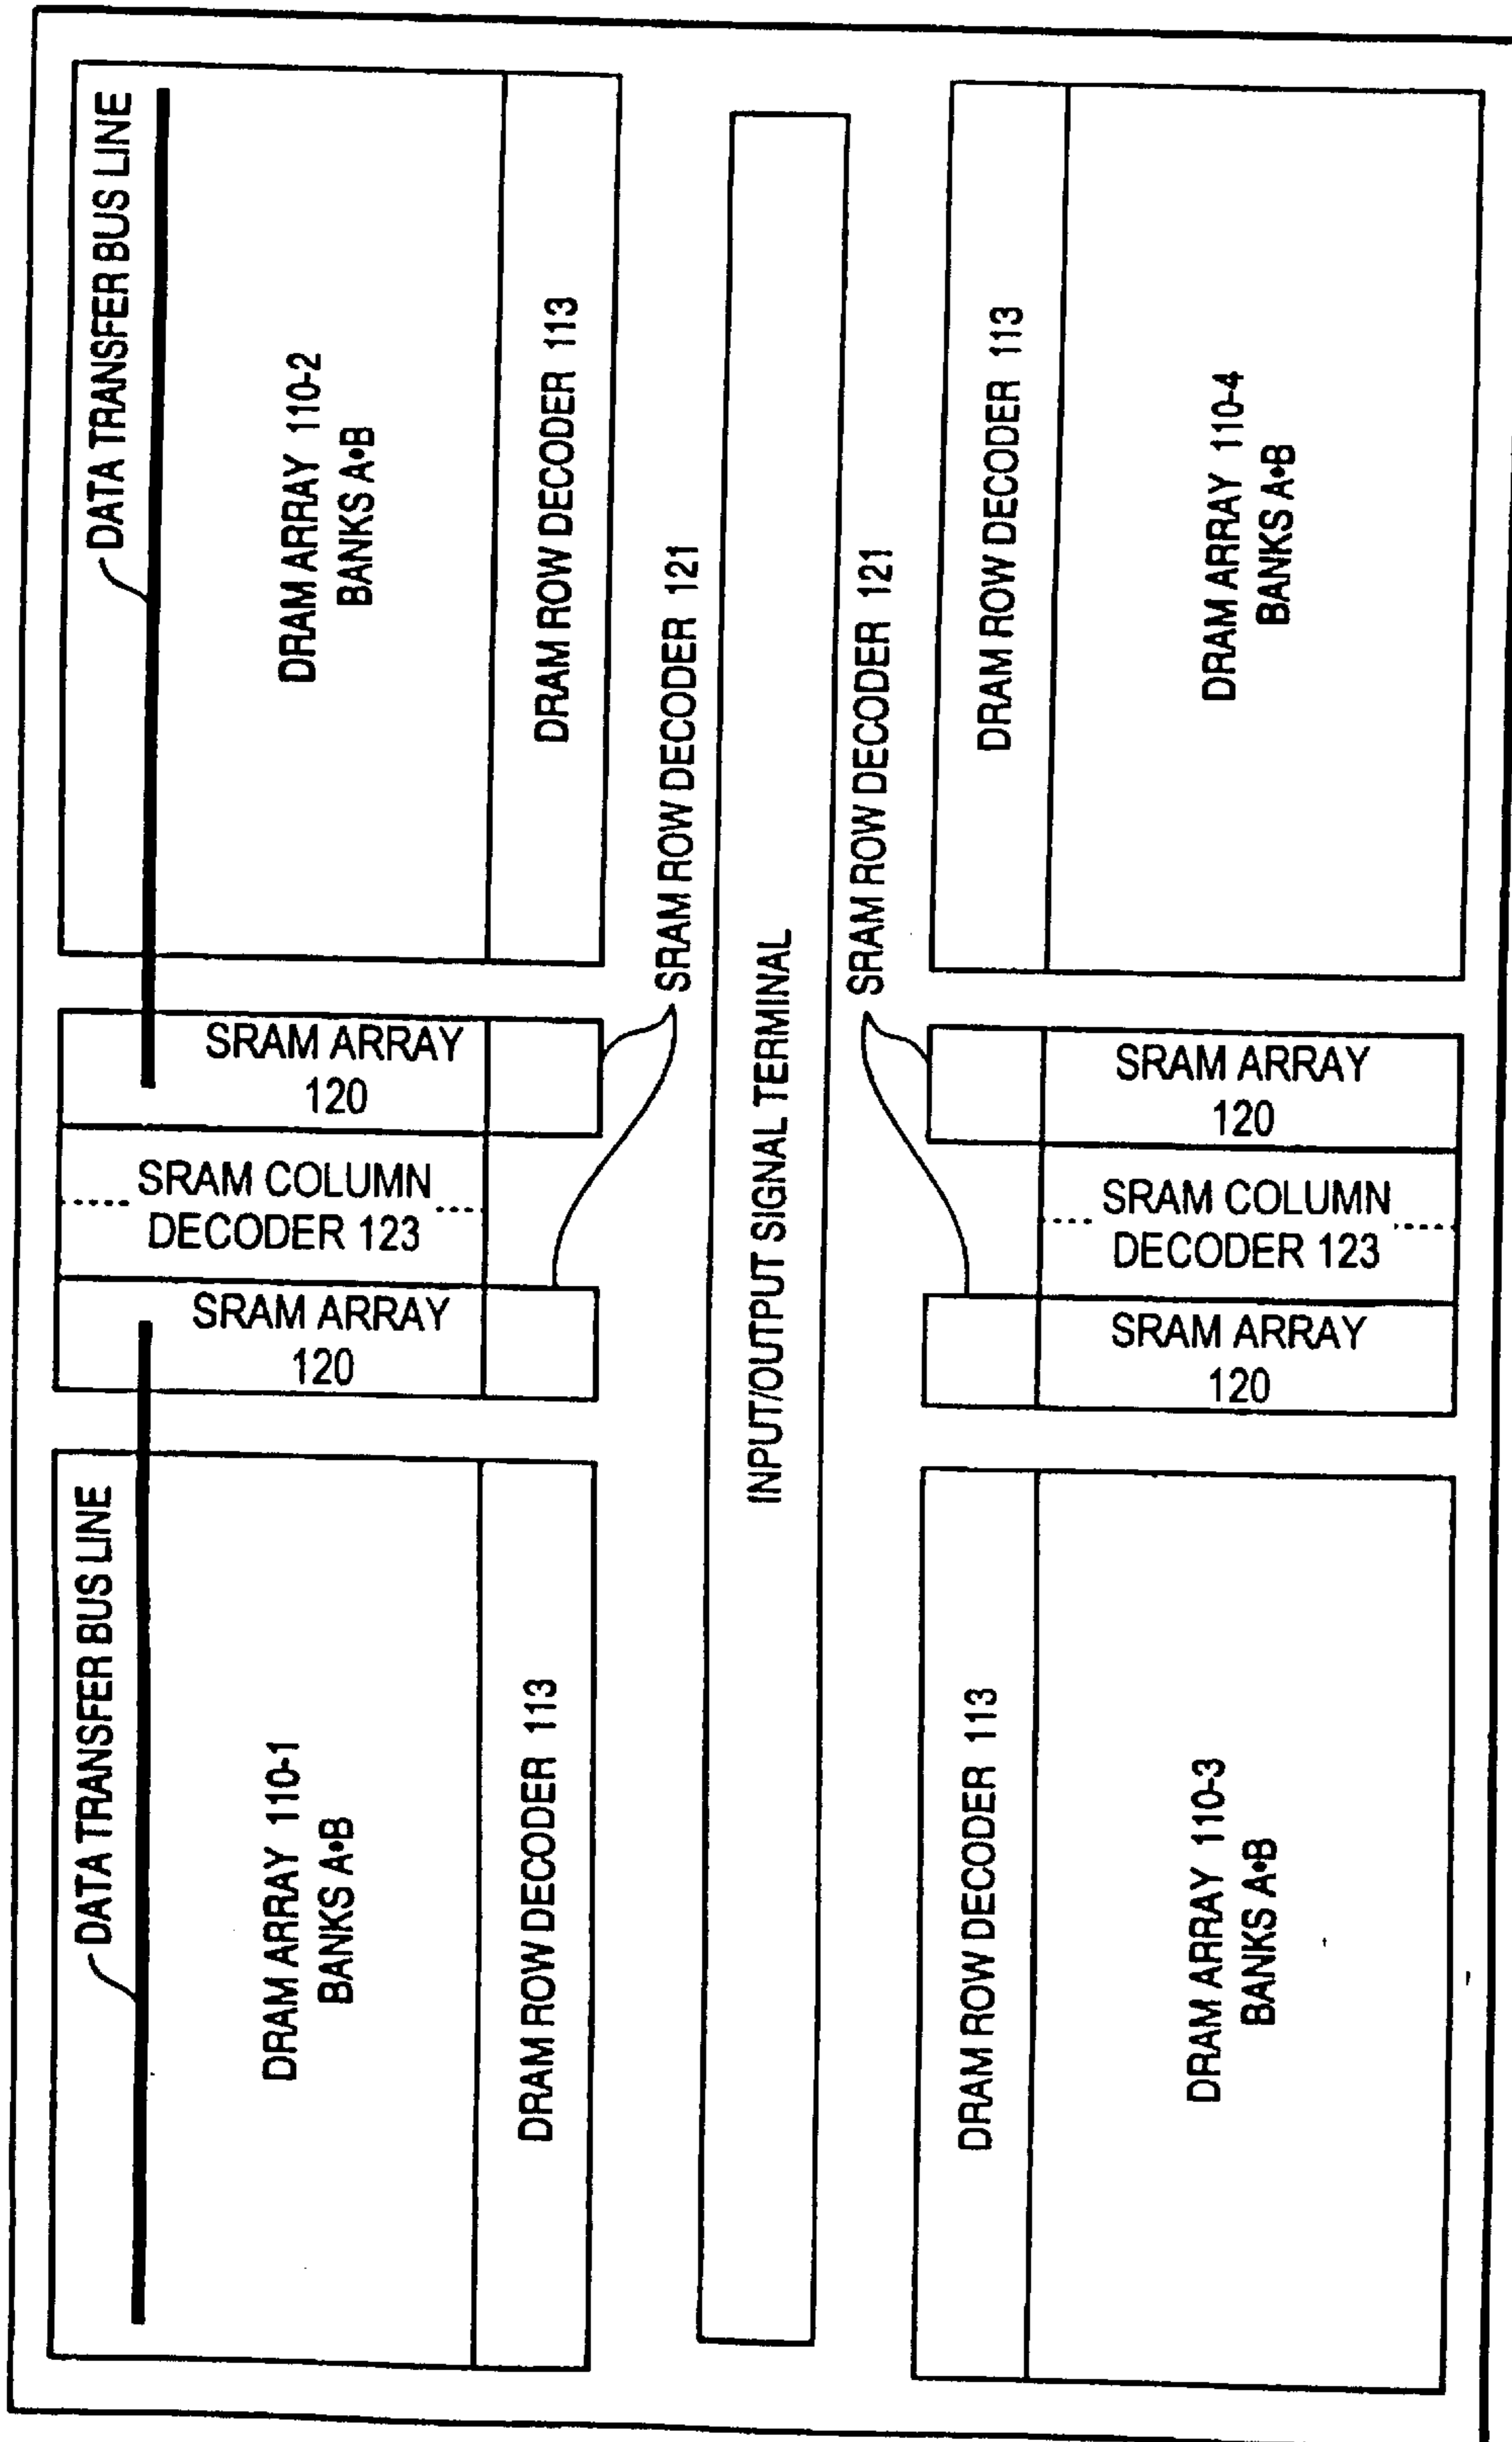 DATA TRANSFER BUS LINE
DRAM ARRAY 110-2
BANKS A•B
DRAM ROW DECODER 113
SRAM ROW DECODER 121
SRAM ROW DECODER 121
DRAM ROW DECODER 113
DRAM ARRAY 110-4
BANKS A•B
SRAM ARRAY
120
SRAM COLUMN
DECODER 123
SRAM ARRAY
120
INPUT/OUTPUT SIGNAL TERMINAL
SRAM ARRAY
120
SRAM COLUMN
DECODER 123
SRAM ARRAY
120
DATA TRANSFER BUS LINE
DRAM ARRAY 110-1
BANKS A•B
DRAM ROW DECODER 113
DRAM ROW DECODER 113
DRAM ARRAY 110-3
BANKS A•B